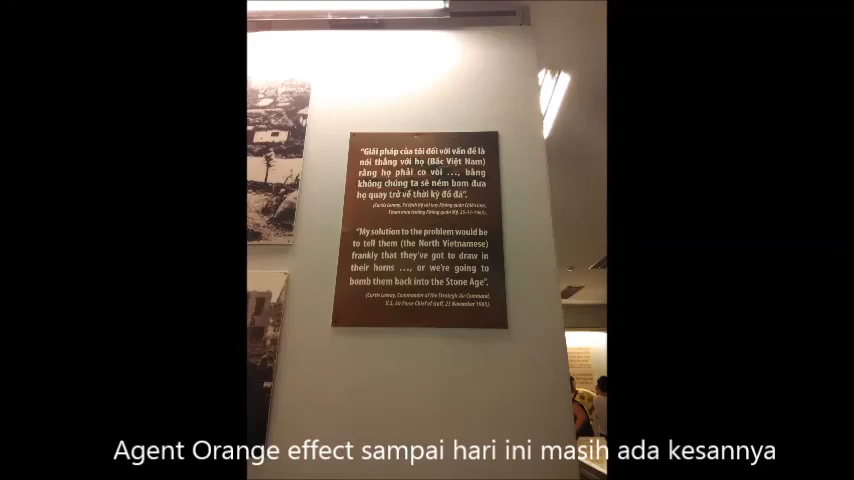 "Giải pháp của tôi đối với vấn đề là
nói thẳng với họ (Bắc Việt Nam)
rằng họ phải co vòi ..., bằng
không chúng ta sẽ ném bom đưa
họ quay trở về thời kỳ đồ đá".
"My solution to the problem would be
to tell them (the North Vietnamese)
frankly that they've got to draw in
their horns ..., or we're going to
bomb them back into the Stone Age".
(Curtis Lemay, Commander of the Strategic Air Command,
U.S. Air Force Chief of staff, 25 November 1965).
Agent Orange effect sampai hari ini masih ada kesannya